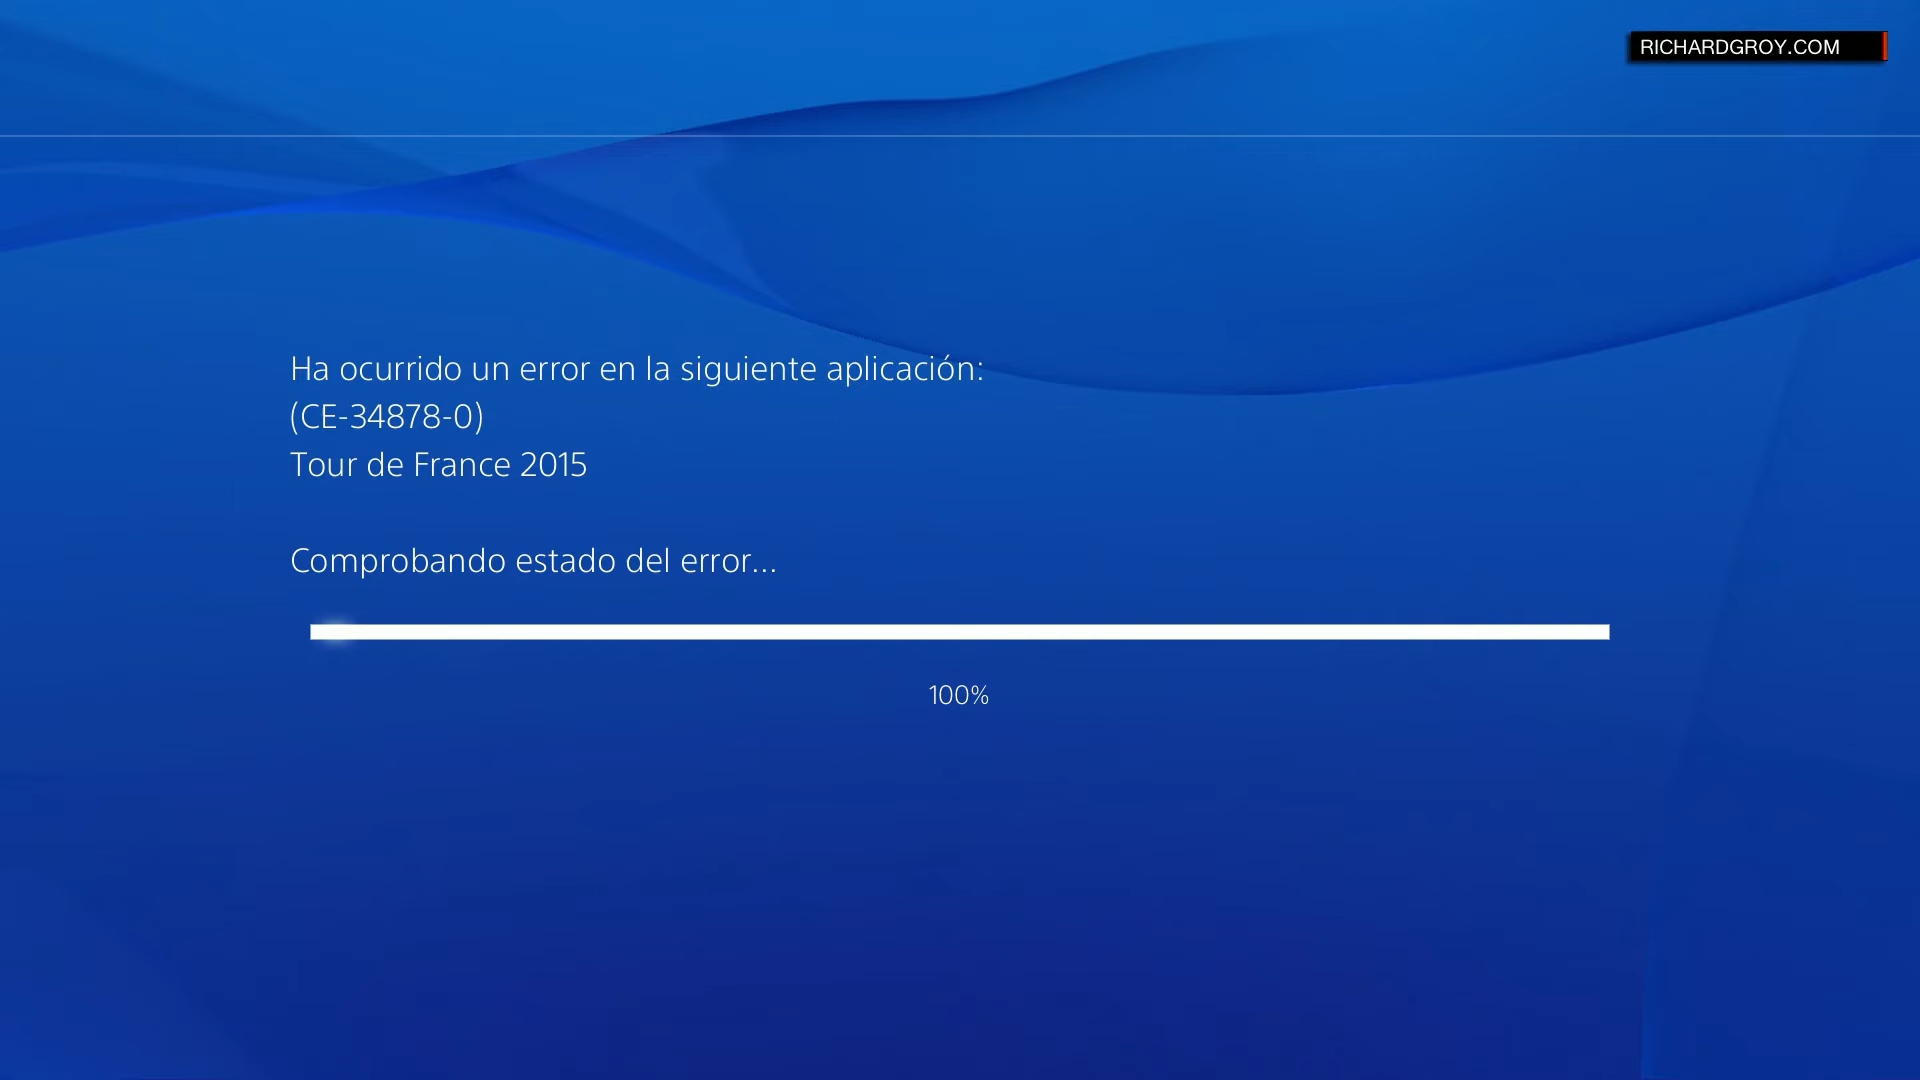 RICHARDGROY.COM
Ha ocurrido un error en la siguiente aplicación:
(CE-34878-0)
Tour de France 2015
Comprobando estado del error...
100%